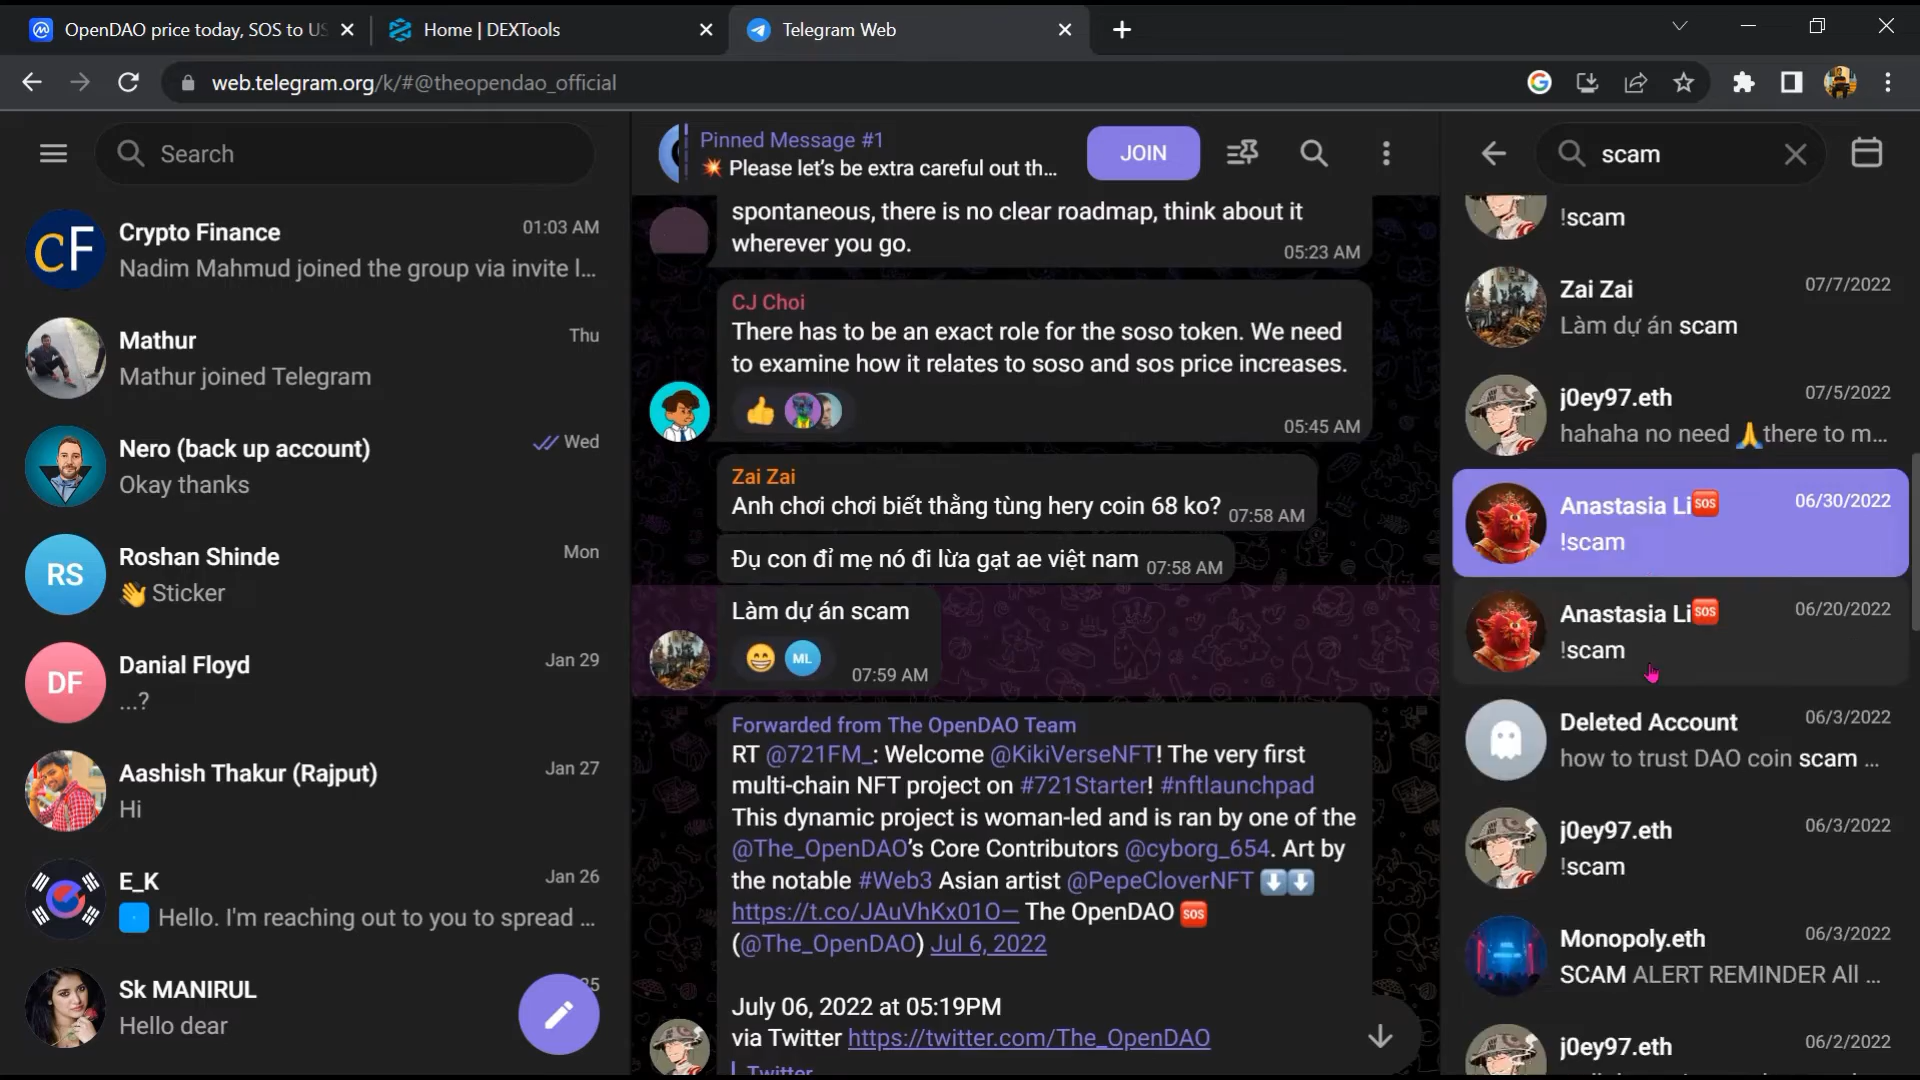 OpenDAO price today, SOS to US
Home | DEXTools
Telegram Web
web.telegram.org/k/#@theopendao_official
Search
Crypto Finance
01:03 AM
Nadim Mahmud joined the group via invite l...
Mathur
Thu
Mathur joined Telegram
Nero (back up account)
Wed
Okay thanks
RS
Roshan Shinde
Mon
👋 Sticker
DF
Danial Floyd
Jan 29
...?
Aashish Thakur (Rajput)
Jan 27
Hi
E_K
Jan 26
Hello. I'm reaching out to you to spread ...
Sk MANIRUL
5
Hello dear
Pinned Message #1
💥 Please let's be extra careful out th...
JOIN
spontaneous, there is no clear roadmap, think about it
wherever you go.
05:23 AM
CJ Choi
There has to be an exact role for the soso token. We need
to examine how it relates to soso and sos price increases.
05:45 AM
Zai Zai
Anh chơi chơi biết thằng tùng hery coin 68 ko? 07:58 AM
Đụ con đỉ mẹ nó đi lừa gạt ae việt nam 07:58 AM
Làm dự án scam
ML
07:59 AM
Forwarded from The OpenDAO Team
RT @721FM_: Welcome @KikiVerseNFT! The very first
multi-chain NFT project on #721Starter! #nftlaunchpad
This dynamic project is woman-led and is ran by one of the
@The_OpenDAO's Core Contributors @cyborg_654. Art by
the notable #Web3 Asian artist @PepeCloverNFT ⬇️⬇️
https://t.co/JAuVhKx01O— The OpenDAO 🆘
(@The_OpenDAO) Jul 6, 2022
July 06, 2022 at 05:19PM
via Twitter https://twitter.com/The_OpenDAO
Twitter
scam
!scam
Zai Zai
07/7/2022
Làm dự án scam
j0ey97.eth
07/5/2022
hahaha no need 🙏there to m...
Anastasia Li🆘
06/30/2022
!scam
Anastasia Li🆘
06/20/2022
!scam
Deleted Account
06/3/2022
how to trust DAO coin scam ...
j0ey97.eth
06/3/2022
!scam
Monopoly.eth
06/3/2022
SCAM ALERT REMINDER All ...
j0ey97.eth
06/2/2022